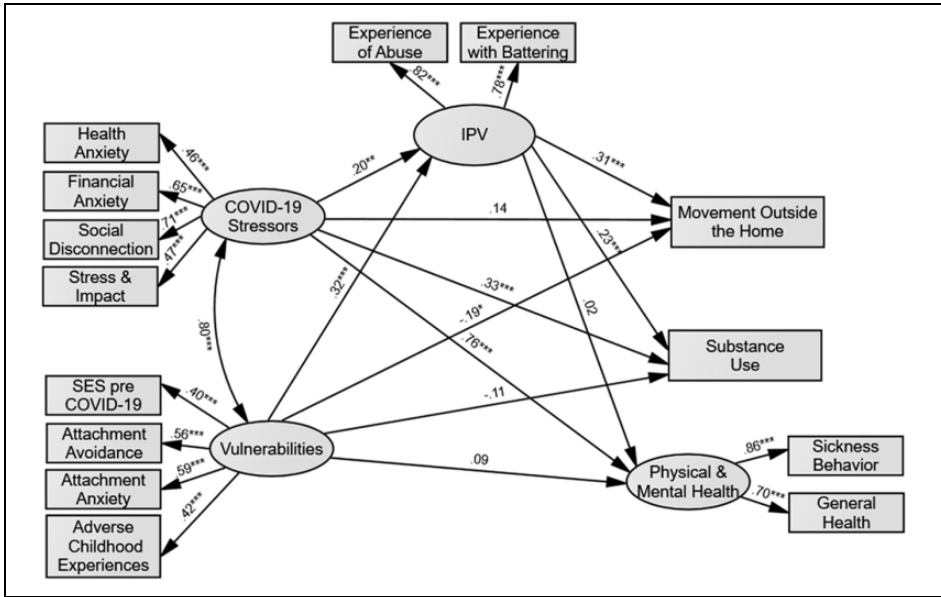 Experience
of Abuse
Experience
with Battering
.82***
.78***
IPV
Health
Anxiety
Financial
Anxiety
Social
Disconnection
Stress &
Impact
.46***
.65***
.71***
.47***
COVID-19
Stressors
.20**
.31***
.14
Movement Outside
the Home
.23***
.32***
.33***
-.19*
.02
.76***
.80***
Substance
Use
-.11
SES pre
COVID-19
Attachment
Avoidance
Attachment
Anxiety
Adverse
Childhood
Experiences
.40***
.56***
.59***
.42***
Vulnerabilities
.09
Physical &
Mental Health
.86***
.70***
Sickness
Behavior
General
Health